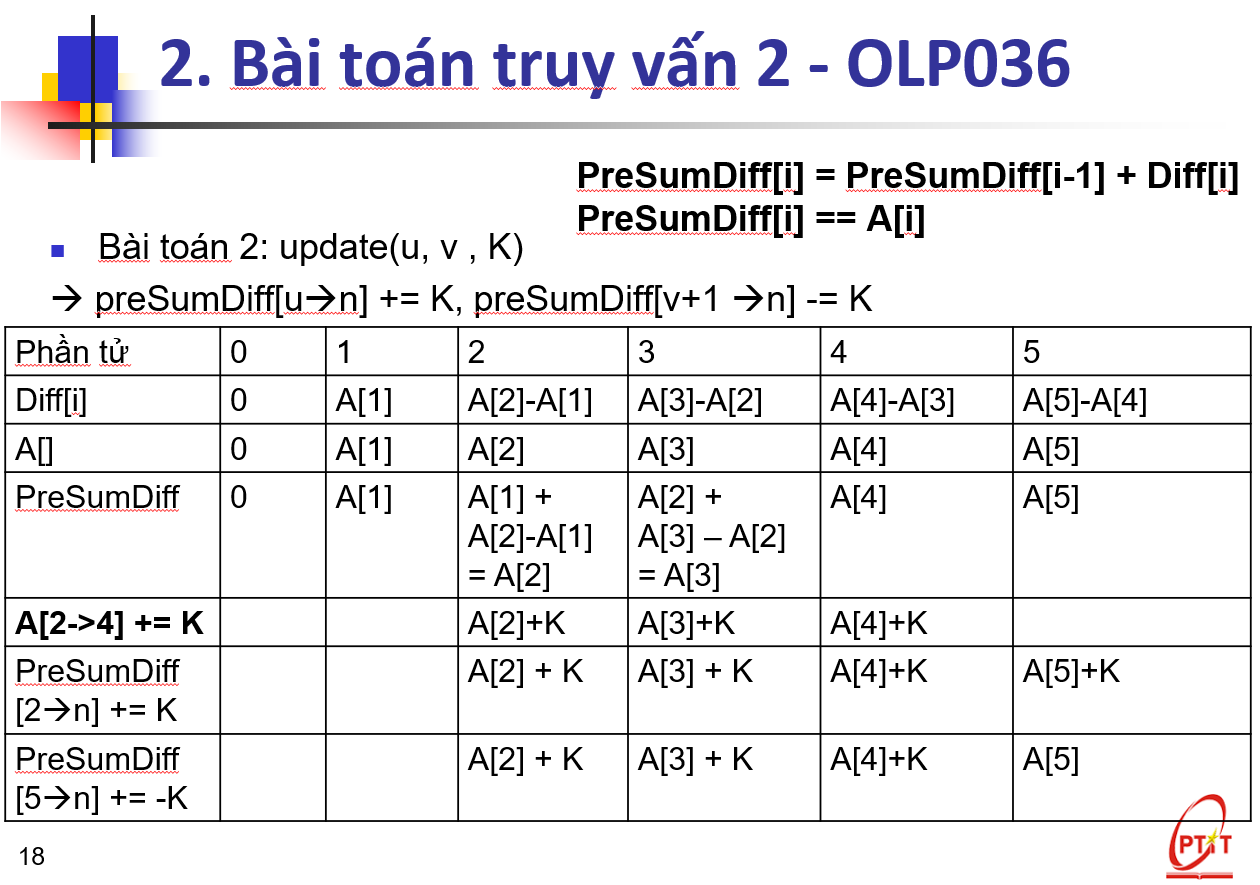 2. Bài toán truy vấn 2 - OLP036
PreSumDiff[i] = PreSumDiff[i-1] + Diff[i]
PreSumDiff[i] == A[i]
▪ Bài toán 2: update(u, v , K)
→ preSumDiff[u→n] += K, preSumDiff[v+1 →n] -= K
Phần tử 0 1 2 3 4 5
Diff[i] 0 A[1] A[2]-A[1] A[3]-A[2] A[4]-A[3] A[5]-A[4]
A[] 0 A[1] A[2] A[3] A[4] A[5]
PreSumDiff 0 A[1] A[1] + A[2] + A[4] A[5]
A[2]-A[1] A[3] – A[2]
= A[2] = A[3]
A[2->4] += K A[2]+K A[3]+K A[4]+K
PreSumDiff A[2] + K A[3] + K A[4]+K A[5]+K
[2→n] += K
PreSumDiff A[2] + K A[3] + K A[4]+K A[5]
[5→n] += -K
PTIT
18